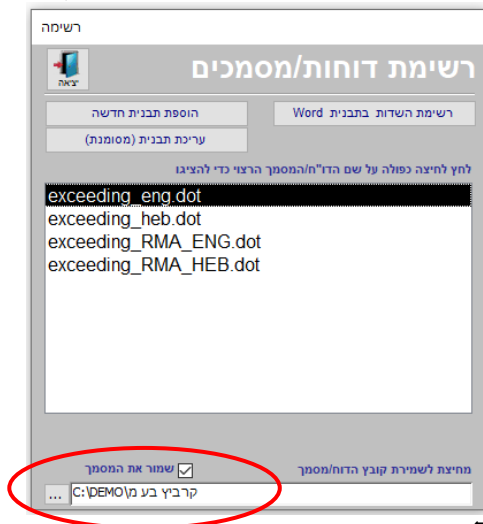 רשימה
רשימת דוחות/מסמכים
יציאה
רשימת השדות בתבנית Word
הוספת תבנית חדשה
עריכת תבנית (מסומנת)
לחץ לחיצה כפולה על שם הדו"ח/המסמך הרצוי כדי להציגו
exceeding_eng.dot
exceeding_heb.dot
exceeding_RMA_ENG.dot
exceeding_RMA_HEB.dot
מחיצת לשמירת קובץ הדוח/מסמך
שמור את המסמך
C:\DEMO\קרביץ בע מ
...